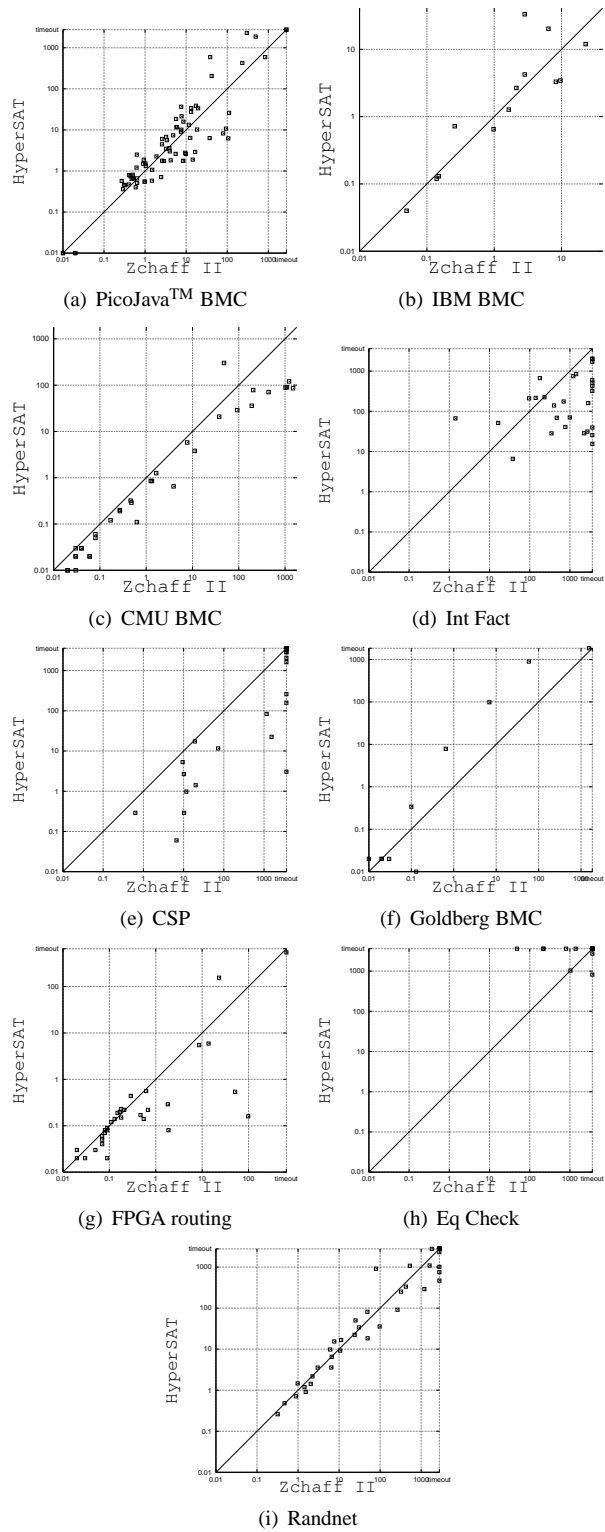 timeout
1000
100
10
1
0.1
0.01
0.01 0.1 1 10 100 1000 timeout
HyperSAT
Zchaff II
(a) PicoJava™ BMC
10
1
0.1
0.01
0.01 0.1 1 10
HyperSAT
Zchaff II
(b) IBM BMC
1000
100
10
1
0.1
0.01
0.01 0.1 1 10 100 1000
HyperSAT
Zchaff II
(c) CMU BMC
timeout
1000
100
10
1
0.1
0.01
0.01 0.1 1 10 100 1000 timeout
HyperSAT
Zchaff II
(d) Int Fact
timeout
1000
100
10
1
0.1
0.01
0.01 0.1 1 10 100 1000 timeout
HyperSAT
Zchaff II
(e) CSP
timeout
1000
100
10
1
0.1
0.01
0.01 0.1 1 10 100 1000 timeout
HyperSAT
Zchaff II
(f) Goldberg BMC
timeout
100
10
1
0.1
0.01
0.01 0.1 1 10 100 timeout
HyperSAT
Zchaff II
(g) FPGA routing
timeout
1000
100
10
1
0.1
0.01
0.01 0.1 1 10 100 1000 timeout
HyperSAT
Zchaff II
(h) Eq Check
timeout
1000
100
10
1
0.1
0.01
0.01 0.1 1 10 100 1000 timeout
HyperSAT
Zchaff II
(i) Randnet